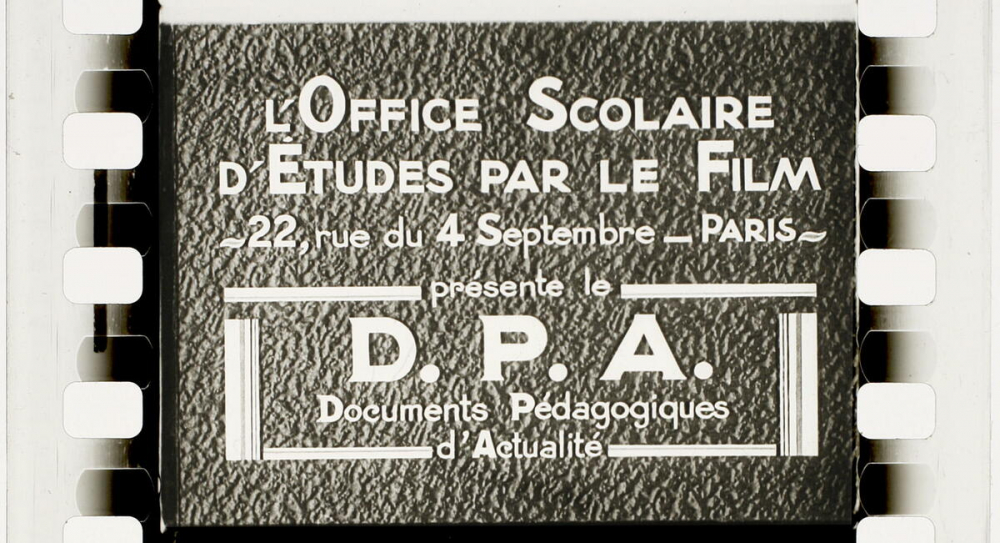 L'OFFICE SCOLAIRE
D'ÉTUDES PAR LE FILM
~22, rue du 4 Septembre _ PARIS~
présente le
D. P. A.
Documents Pédagogiques
d'Actualité